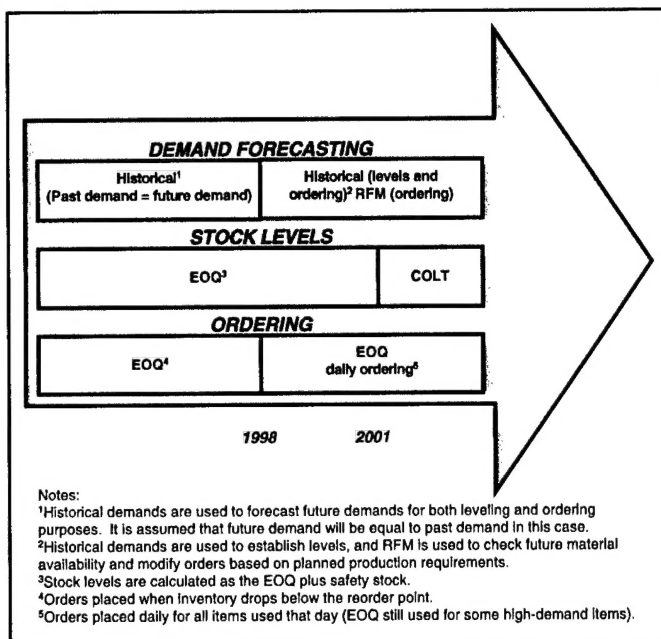 DEMAND FORECASTING
Historical¹
(Past demand = future demand)
Historical (levels and
ordering)² RFM (ordering)
STOCK LEVELS
EOQ³
COLT
ORDERING
EOQ⁴
EOQ
daily ordering⁵
1998
2001
Notes:
¹Historical demands are used to forecast future demands for both leveling and ordering
purposes. It is assumed that future demand will be equal to past demand in this case.
²Historical demands are used to establish levels, and RFM is used to check future material
availability and modify orders based on planned production requirements.
³Stock levels are calculated as the EOQ plus safety stock.
⁴Orders placed when inventory drops below the reorder point.
⁵Orders placed daily for all items used that day (EOQ still used for some high-demand items).